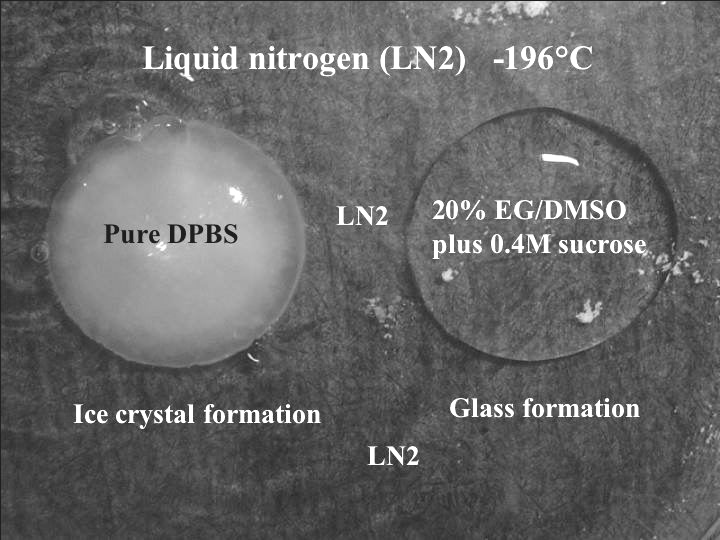 Liquid nitrogen (LN2) -196°C
Pure DPBS
LN2
20% EG/DMSO
plus 0.4M sucrose
Ice crystal formation
Glass formation
LN2